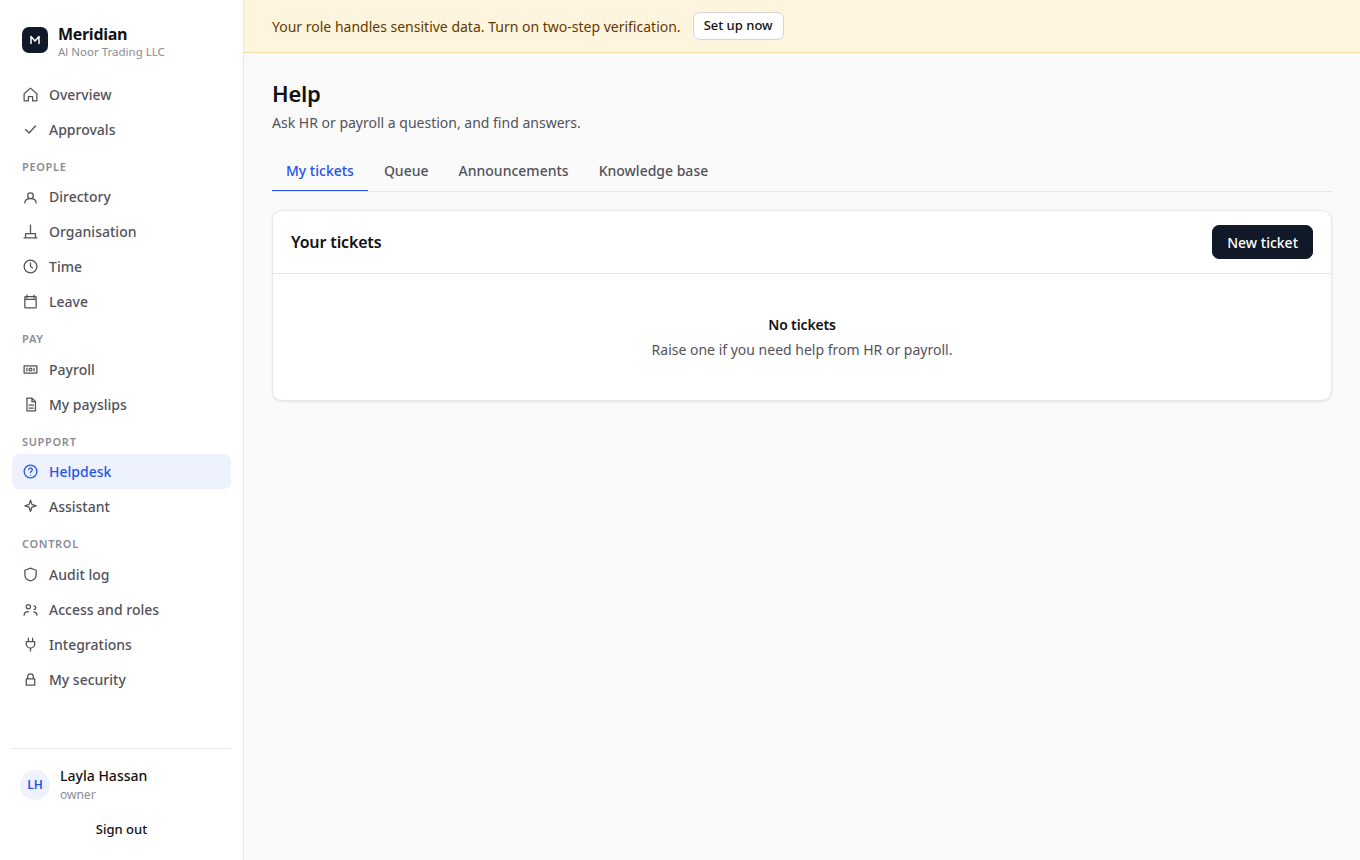 Meridian
Al Noor Trading LLC
Overview
Approvals
PEOPLE
Directory
Organisation
Time
Leave
PAY
Payroll
My payslips
SUPPORT
Helpdesk
Assistant
CONTROL
Audit log
Access and roles
Integrations
My security
LH
Layla Hassan
owner
Sign out
Your role handles sensitive data. Turn on two-step verification. Set up now
Help
Ask HR or payroll a question, and find answers.
My tickets Queue Announcements Knowledge base
Your tickets New ticket
No tickets
Raise one if you need help from HR or payroll.